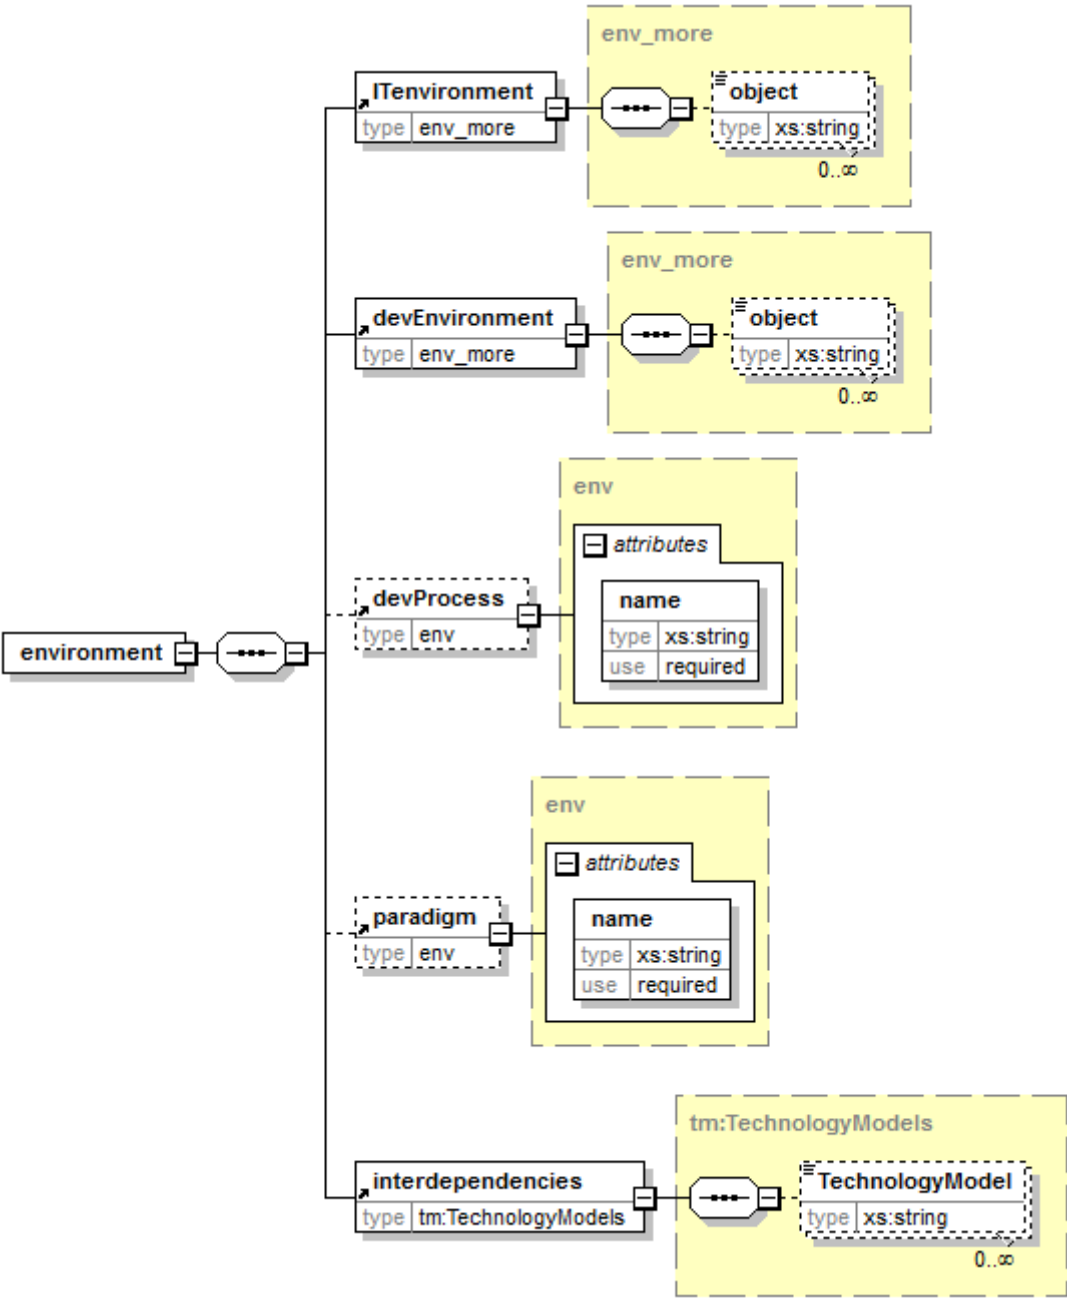 env_more
ITenvironment
type env_more
object
type xs:string
0..∞
env_more
devEnvironment
type env_more
object
type xs:string
0..∞
env
attributes
devProcess
type env
name
type xs:string
use required
environment
env
attributes
paradigm
type env
name
type xs:string
use required
tm:TechnologyModels
interdependencies
type tm:TechnologyModels
TechnologyModel
type xs:string
0..∞